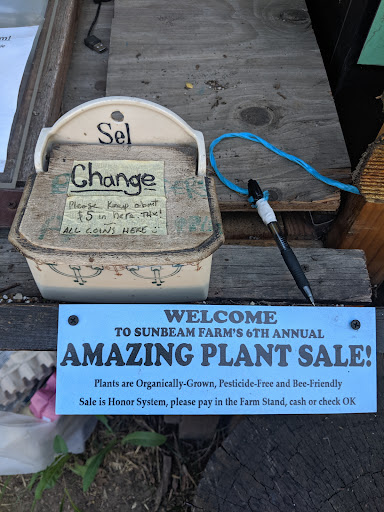 Sel
Change
Please Keep about
$5 in here. Thx!
ALL COINS HERE :)
WELCOME
TO SUNBEAM FARM'S 6TH ANNUAL
AMAZING PLANT SALE!
Plants are Organically-Grown, Pesticide-Free and Bee-Friendly
Sale is Honor System, please pay in the Farm Stand, cash or check OK